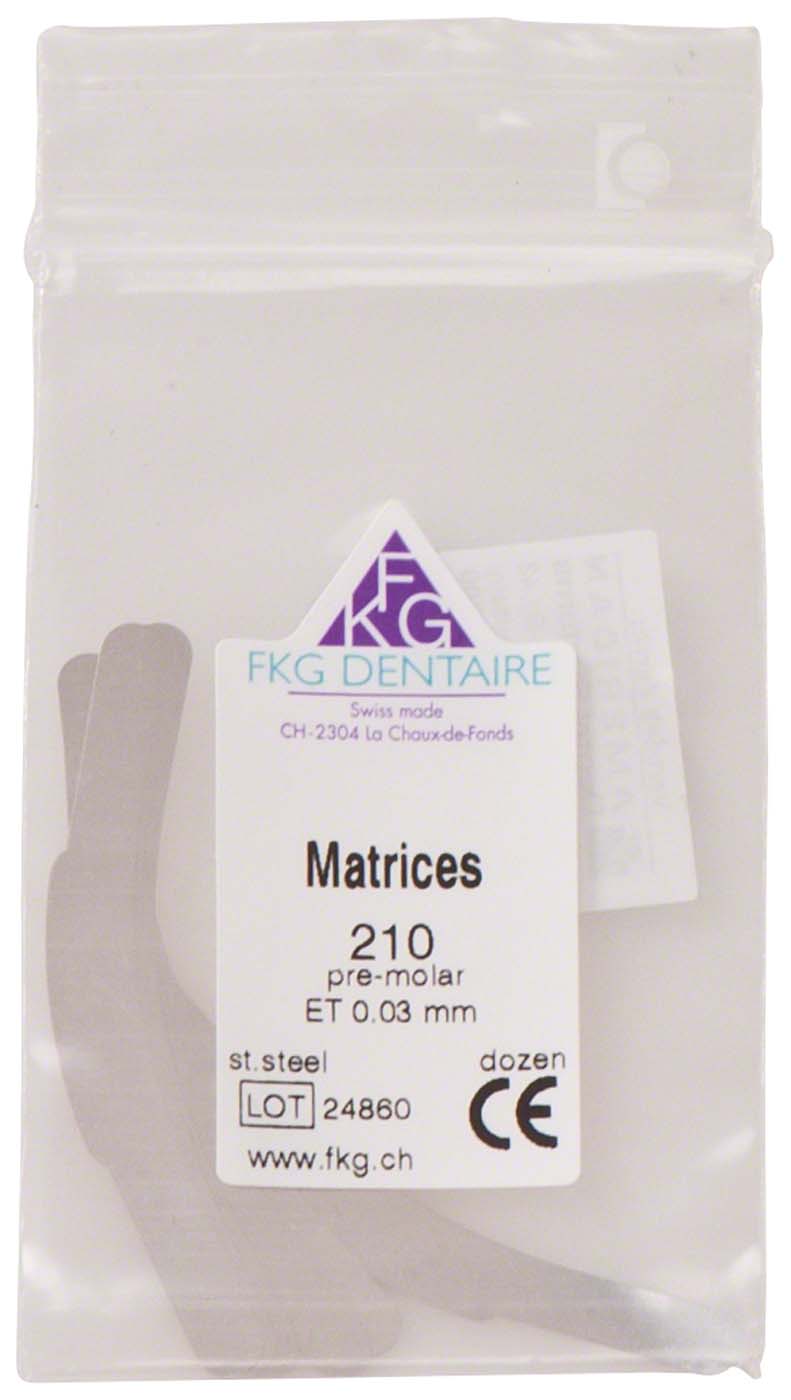 FKG
FKG DENTAIRE
Swiss made
CH-2304 La Chaux-de-Fonds
Matrices
210
pre-molar
ET 0.03 mm
st.steel dozen
LOT 24860 CE
www.fkg.ch